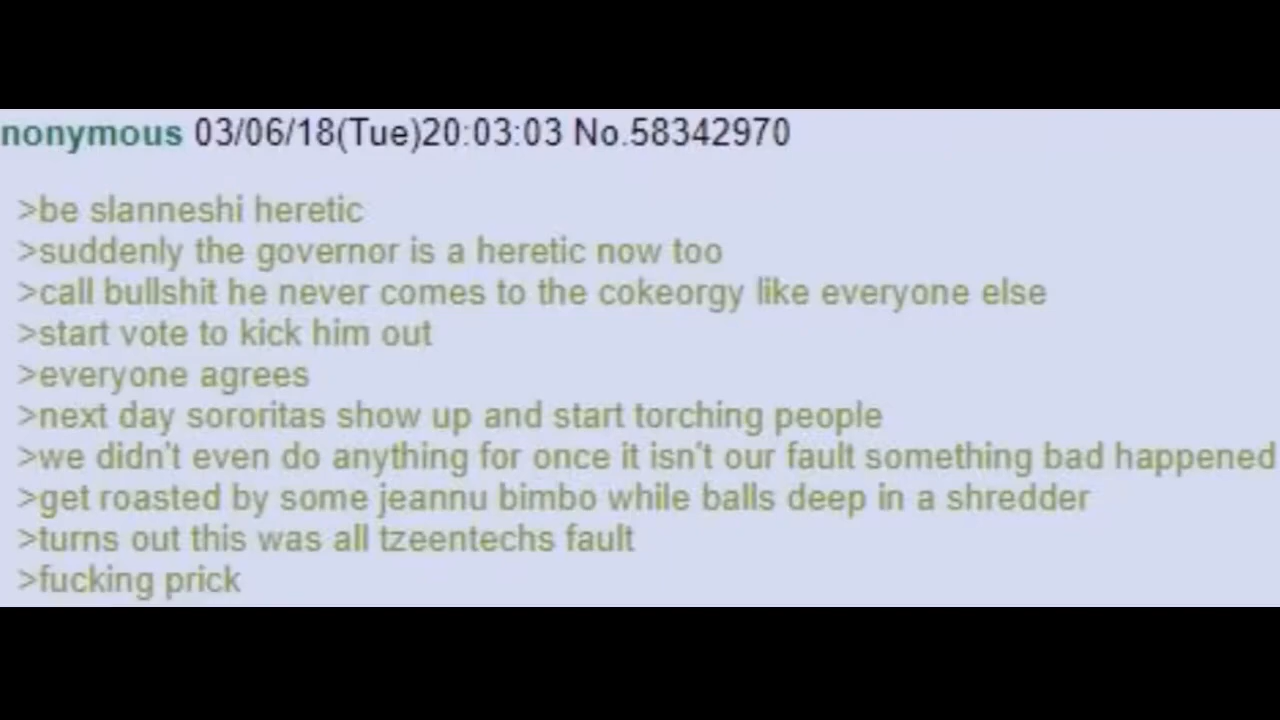 nonymous 03/06/18(Tue)20:03:03 No.58342970
>be slanneshi heretic
>suddenly the governor is a heretic now too
>call bullshit he never comes to the cokeorgy like everyone else
>start vote to kick him out
>everyone agrees
>next day sororitas show up and start torching people
>we didn't even do anything for once it isn't our fault something bad happened
>get roasted by some jeannu bimbo while balls deep in a shredder
>turns out this was all tzeentechs fault
>fucking prick